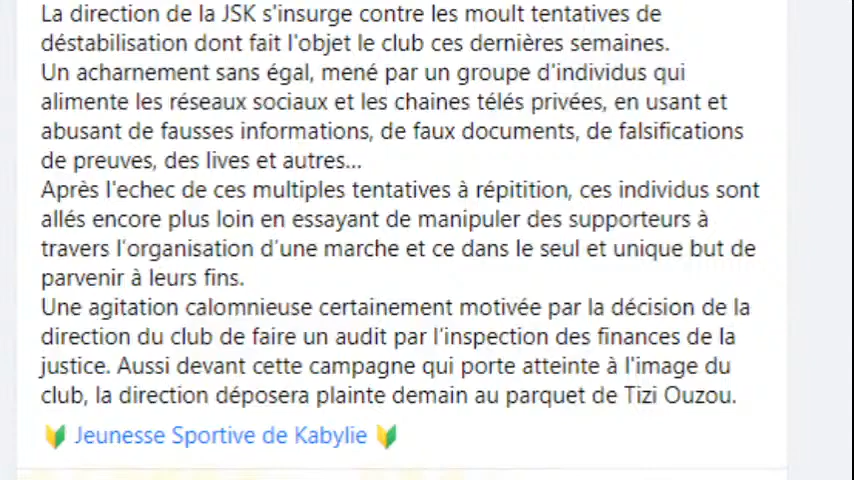 La direction de la JSK s'insurge contre les moult tentatives de
déstabilisation dont fait l'objet le club ces dernières semaines.
Un acharnement sans égal, mené par un groupe d'individus qui
alimente les réseaux sociaux et les chaines télés privées, en usant et
abusant de fausses informations, de faux documents, de falsifications
de preuves, des lives et autres...
Après l'echec de ces multiples tentatives à répitition, ces individus sont
allés encore plus loin en essayant de manipuler des supporteurs à
travers l'organisation d'une marche et ce dans le seul et unique but de
parvenir à leurs fins.
Une agitation calomnieuse certainement motivée par la décision de la
direction du club de faire un audit par l'inspection des finances de la
justice. Aussi devant cette campagne qui porte atteinte à l'image du
club, la direction déposera plainte demain au parquet de Tizi Ouzou.
🔰 Jeunesse Sportive de Kabylie 🔰